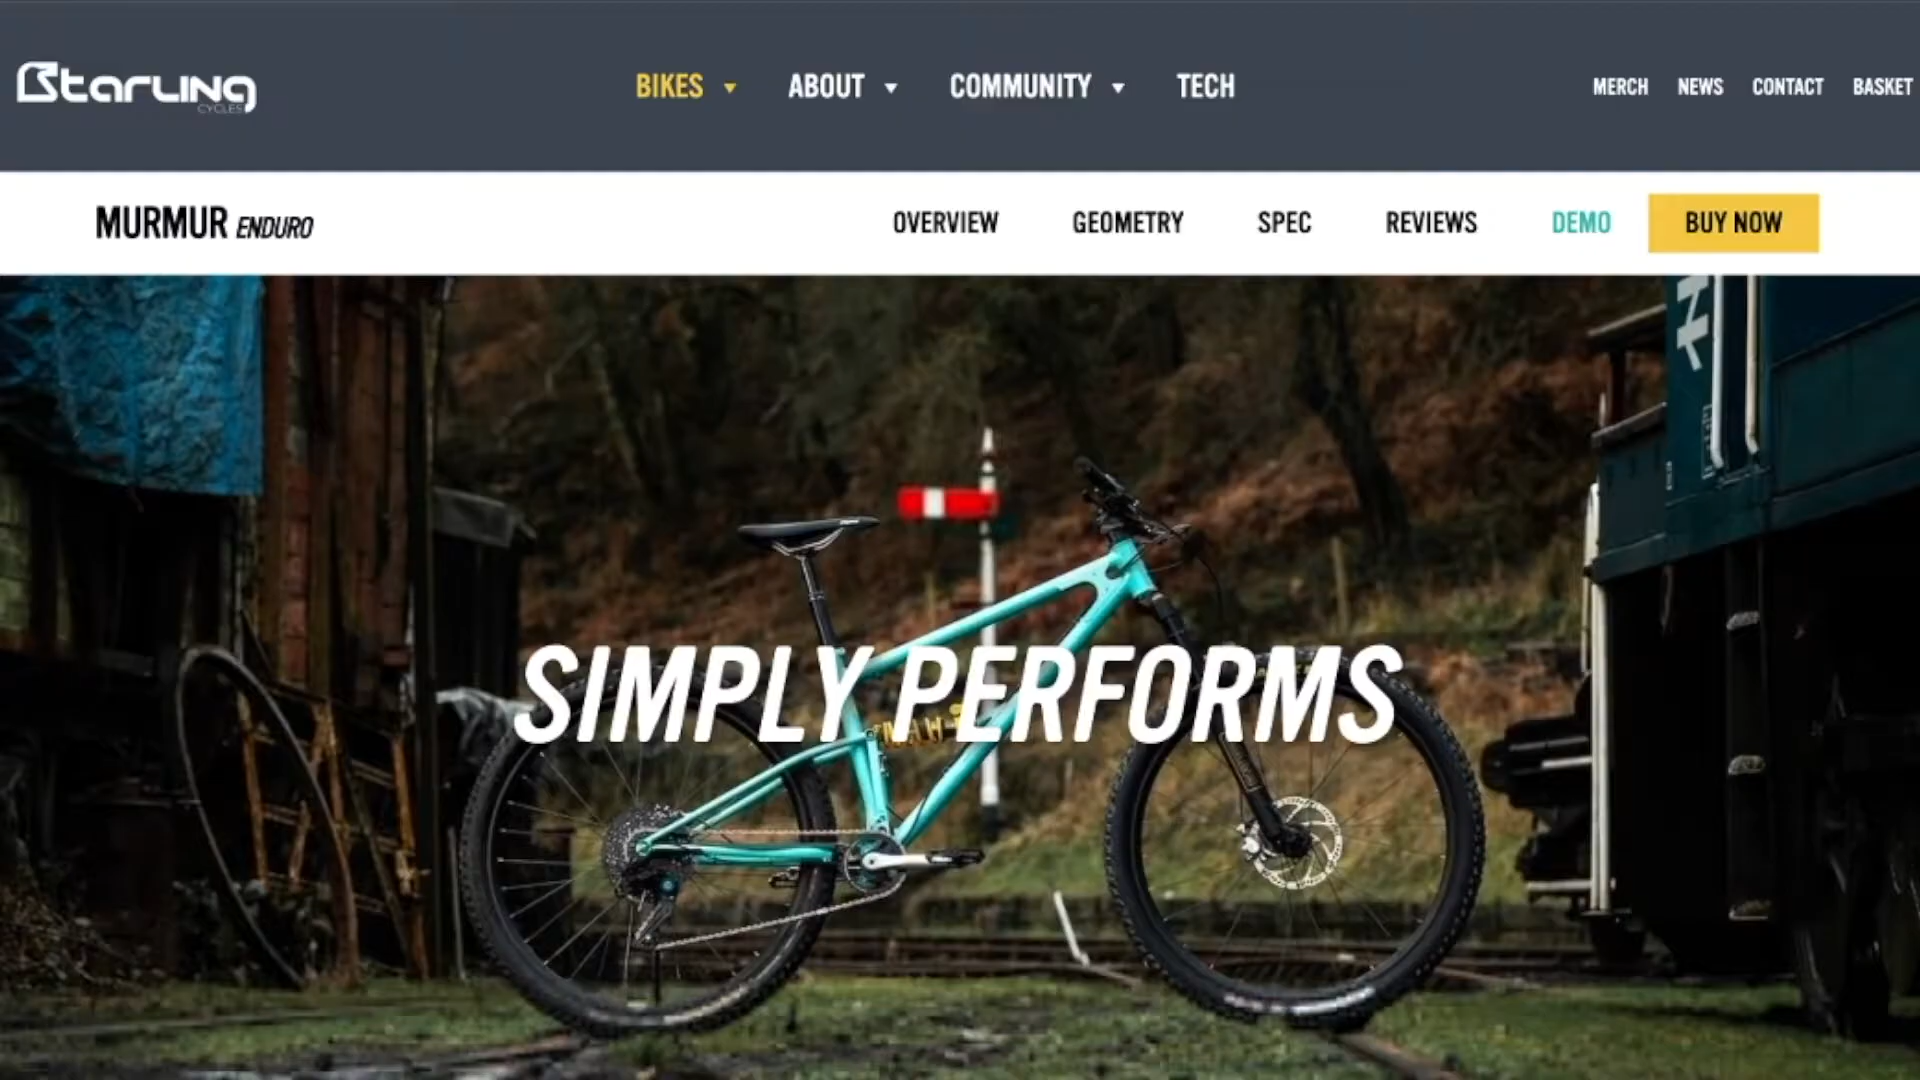 Starling
CYCLES
BIKES ABOUT COMMUNITY TECH
MERCH NEWS CONTACT BASKET
MURMUR ENDURO
OVERVIEW GEOMETRY SPEC REVIEWS DEMO BUY NOW
SIMPLY PERFORMS